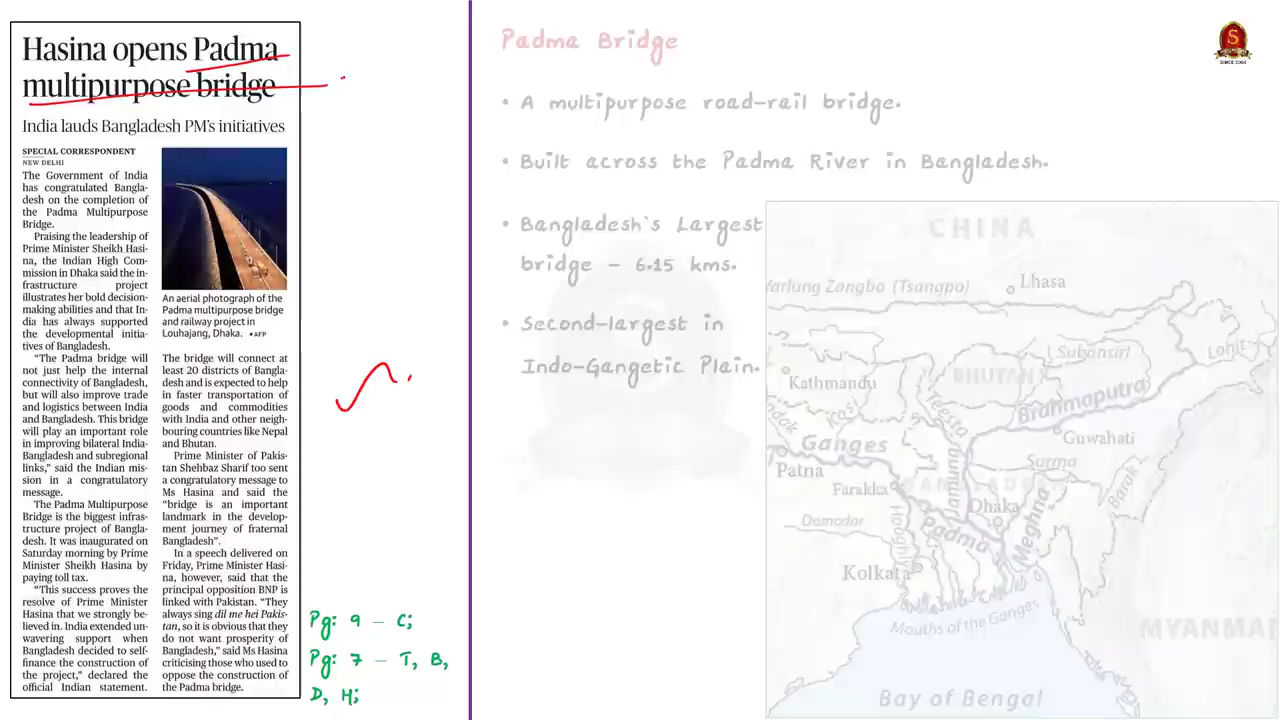 Hasina opens Padma
multipurpose bridge
India lauds Bangladesh PM's initiatives
SPECIAL CORRESPONDENT
NEW DELHI
The Government of India
has congratulated Bangla-
desh on the completion of
the Padma Multipurpose
Bridge.
Praising the leadership of
Prime Minister Sheikh Hasi-
na, the Indian High Com-
mission in Dhaka said the in-
frastructure project
illustrates her bold decision-
making abilities and that In-
dia has always supported
the developmental initia-
tives of Bangladesh.
"The Padma bridge will
not just help the internal
connectivity of Bangladesh,
but will also improve trade
and logistics between India
and Bangladesh. This bridge
will play an important role
in improving bilateral India-
Bangladesh and subregional
links," said the Indian mis-
sion in a congratulatory
message.
The Padma Multipurpose
Bridge is the biggest infras-
tructure project of Bangla-
desh. It was inaugurated on
Saturday morning by Prime
Minister Sheikh Hasina by
paying toll tax.
"This success proves the
resolve of Prime Minister
Hasina that we strongly be-
lieved in. India extended un-
wavering support when
Bangladesh decided to self-
finance the construction of
the project," declared the
official Indian statement.
An aerial photograph of the
Padma multipurpose bridge
and railway project in
Louhajang, Dhaka. ▪ AFP
The bridge will connect at
least 20 districts of Bangla-
desh and is expected to help
in faster transportation of
goods and commodities
with India and other neigh-
bouring countries like Nepal
and Bhutan.
Prime Minister of Pakis-
tan Shehbaz Sharif too sent
a congratulatory message to
Ms Hasina and said the
"bridge is an important
landmark in the develop-
ment journey of fraternal
Bangladesh".
In a speech delivered on
Friday, Prime Minister Hasi-
na, however, said that the
principal opposition BNP is
linked with Pakistan. "They
always sing dil me hei Pakis-
tan, so it is obvious that they
do not want prosperity of
Bangladesh," said Ms Hasina
criticising those who used to
oppose the construction of
the Padma bridge.
Pg: 9 – C;
Pg: 7 – T, B,
D, H;
Padma Bridge
• A multipurpose road-rail bridge.
• Built across the Padma River in Bangladesh.
• Bangladesh's Largest
bridge – 6.15 kms.
• Second-largest in
Indo-Gangetic Plain.
S
SINCE 2004
CHINA
Yarlung Zangbo (Tsangpo)
Lhasa
Subansiri
Lohit
Kathmandu
BHUTAN
Kosi
Teesta
Brahmaputra
Ganges
Guwahati
Patna
Surma
Farakka
Jamuna
BANGLADESH
Barak
Dhaka
Damodar
Hooghly
Padma
Meghna
Kolkata
Mouths of the Ganges
MYANMAR
Bay of Bengal